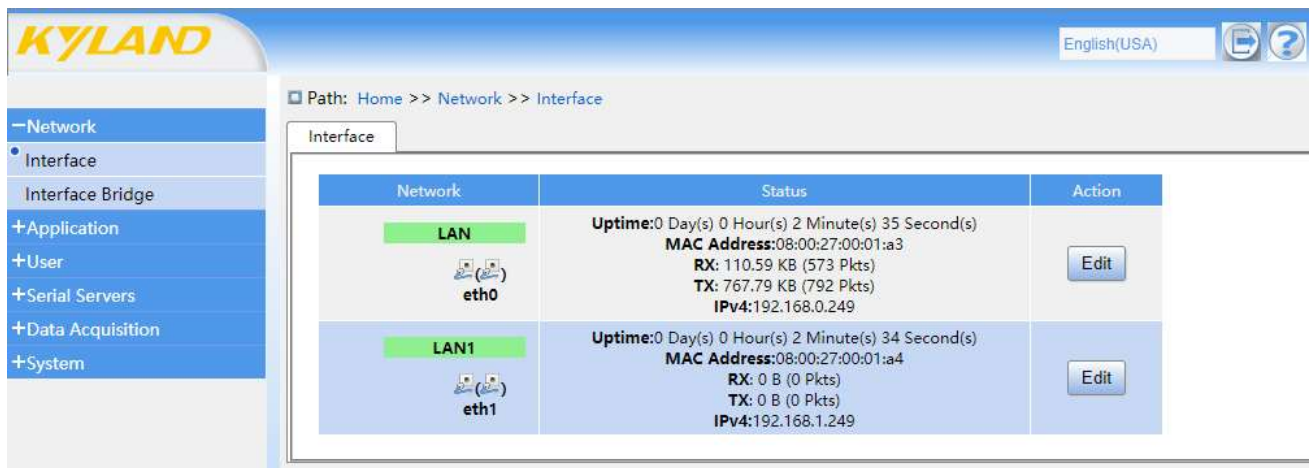 KYLAND
English(USA)
Path: Home >> Network >> Interface
−Network
Interface
Interface Bridge
+Application
+User
+Serial Servers
+Data Acquisition
+System
Interface
Network Status Action
LAN
eth0
Uptime:0 Day(s) 0 Hour(s) 2 Minute(s) 35 Second(s)
MAC Address:08:00:27:00:01:a3
RX: 110.59 KB (573 Pkts)
TX: 767.79 KB (792 Pkts)
IPv4:192.168.0.249
Edit
LAN1
eth1
Uptime:0 Day(s) 0 Hour(s) 2 Minute(s) 34 Second(s)
MAC Address:08:00:27:00:01:a4
RX: 0 B (0 Pkts)
TX: 0 B (0 Pkts)
IPv4:192.168.1.249
Edit